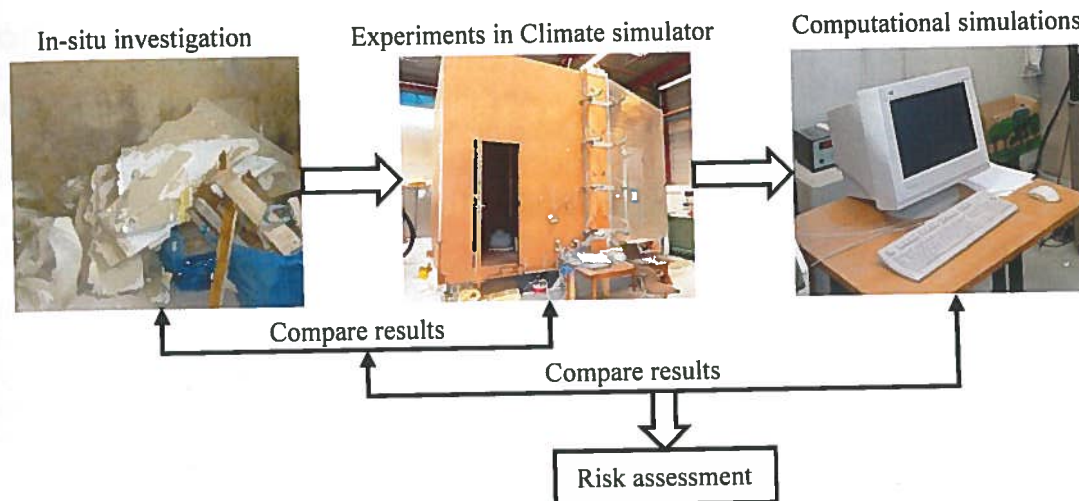 In-situ investigation
Experiments in Climate simulator
Computational simulations
Compare results
Compare results
Risk assessment